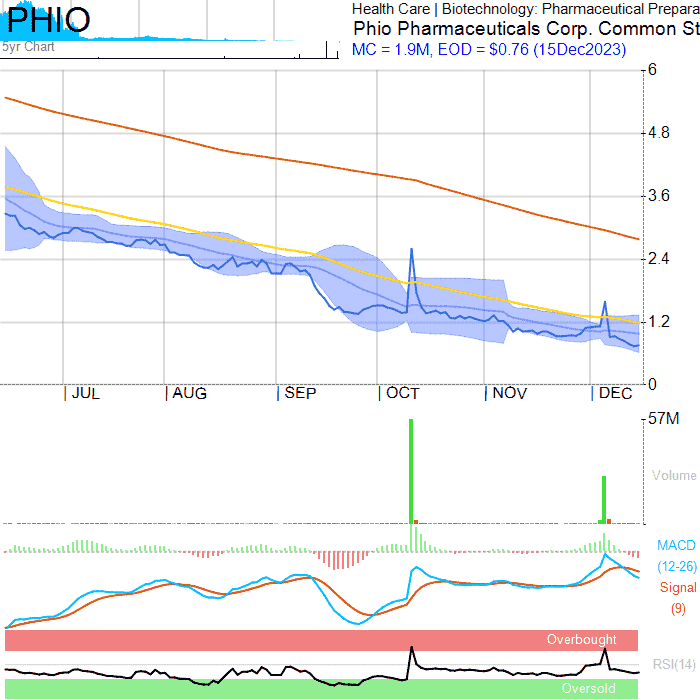 PHIO
Health Care | Biotechnology: Pharmaceutical Prepara
Phio Pharmaceuticals Corp. Common St
5yr Chart
MC = 1.9M, EOD = $0.76 (15Dec2023)
6
4.8
3.6
2.4
1.2
0
JUL AUG SEP OCT NOV DEC
57M
Volume
MACD
(12-26)
Signal
(9)
Overbought
RSI(14)
Oversold